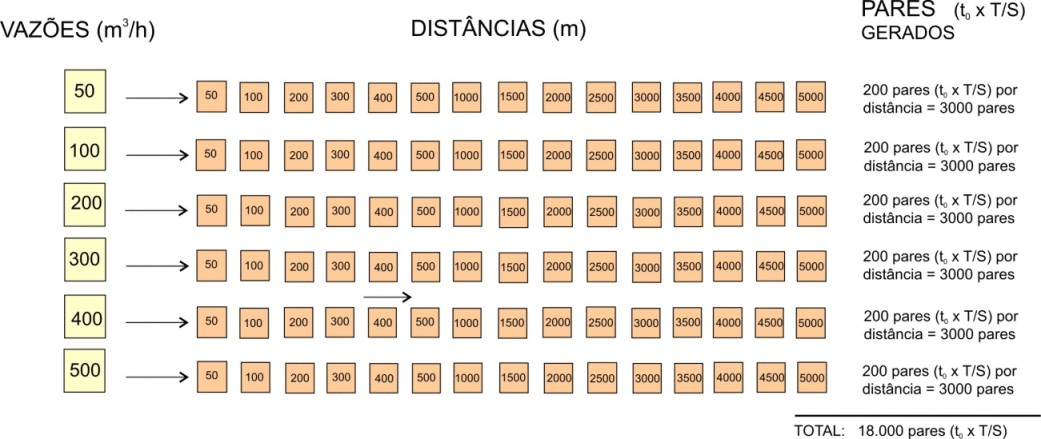 VAZÕES (m³/h)
DISTÂNCIAS (m)
PARES (t₀ x T/S)
GERADOS
50
50 100 200 300 400 500 1000 1500 2000 2500 3000 3500 4000 4500 5000
200 pares (t₀ x T/S) por
distância = 3000 pares
100
50 100 200 300 400 500 1000 1500 2000 2500 3000 3500 4000 4500 5000
200 pares (t₀ x T/S) por
distância = 3000 pares
200
50 100 200 300 400 500 1000 1500 2000 2500 3000 3500 4000 4500 5000
200 pares (t₀ x T/S) por
distância = 3000 pares
300
50 100 200 300 400 500 1000 1500 2000 2500 3000 3500 4000 4500 5000
200 pares (t₀ x T/S) por
distância = 3000 pares
400
50 100 200 300 400 500 1000 1500 2000 2500 3000 3500 4000 4500 5000
200 pares (t₀ x T/S) por
distância = 3000 pares
500
50 100 200 300 400 500 1000 1500 2000 2500 3000 3500 4000 4500 5000
200 pares (t₀ x T/S) por
distância = 3000 pares
TOTAL: 18.000 pares (t₀ x T/S)